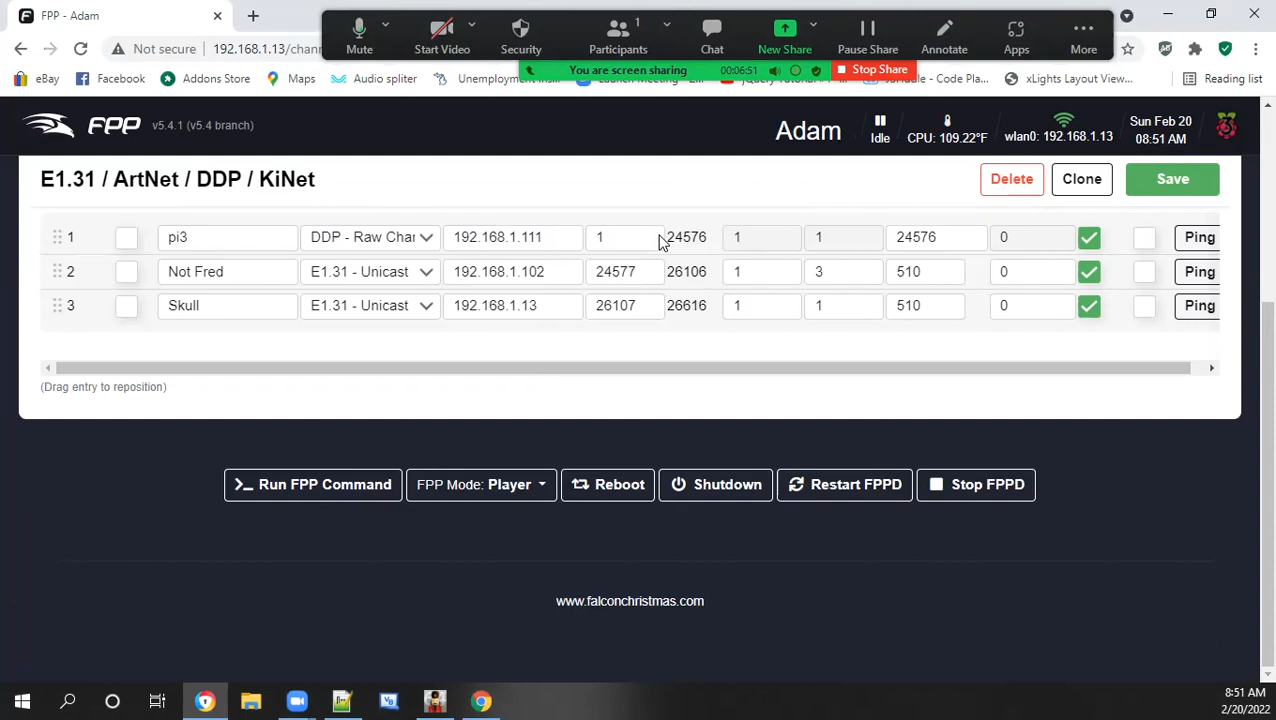 FPP - Adam
Mute
Start Video
Security
Participants
1
Chat
New Share
Pause Share
Annotate
Apps
More
Not secure
192.168.1.13/chann
You are screen sharing
00:06:51
Stop Share
eBay
Facebook
Addons Store
Maps
Audio spliter
Unemploym
xLights Layout View...
Reading list
FPP
v5.4.1 (v5.4 branch)
Adam
Idle
CPU: 109.22°F
wlan0: 192.168.1.13
Sun Feb 20
08:51 AM
E1.31 / ArtNet / DDP / KiNet
Delete
Clone
Save
1 pi3 DDP - Raw Char 192.168.1.111 1 24576 1 1 24576 0 Ping
2 Not Fred E1.31 - Unicast 192.168.1.102 24577 26106 1 3 510 0 Ping
3 Skull E1.31 - Unicast 192.168.1.13 26107 26616 1 1 510 0 Ping
(Drag entry to reposition)
Run FPP Command
FPP Mode: Player
Reboot
Shutdown
Restart FPPD
Stop FPPD
www.falconchristmas.com
8:51 AM
2/20/2022